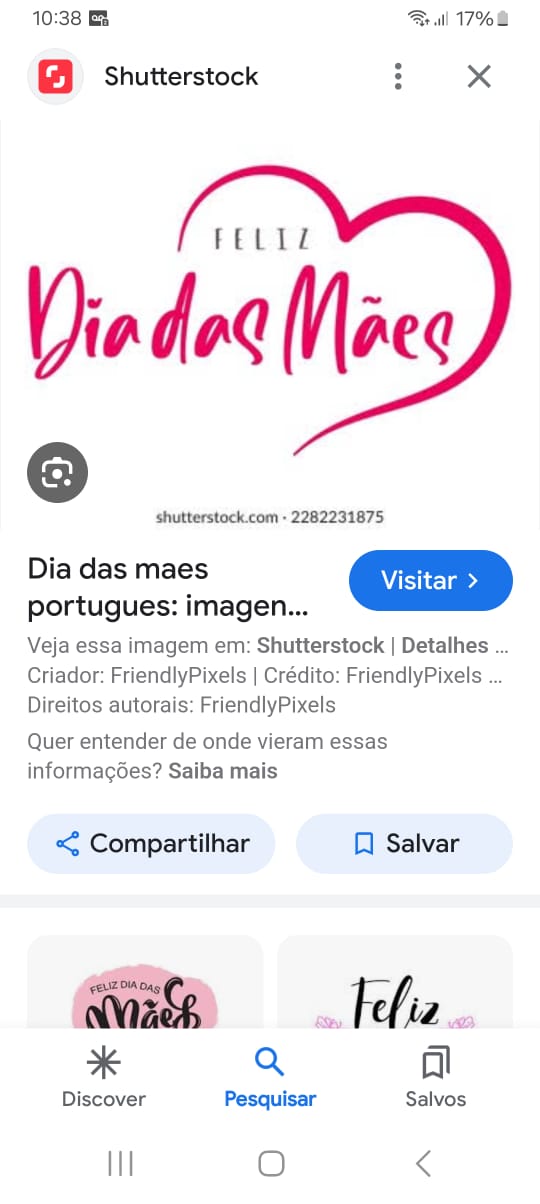 10:38
17%
Shutterstock
FELIZ
Dia das Mães
shutterstock.com · 2282231875
Dia das maes
portugues: imagen...
Visitar
Veja essa imagem em: Shutterstock | Detalhes ...
Criador: FriendlyPixels | Crédito: FriendlyPixels ...
Direitos autorais: FriendlyPixels
Quer entender de onde vieram essas
informações? Saiba mais
Compartilhar
Salvar
FELIZ DIA DAS
Mães
Feliz
Discover
Pesquisar
Salvos